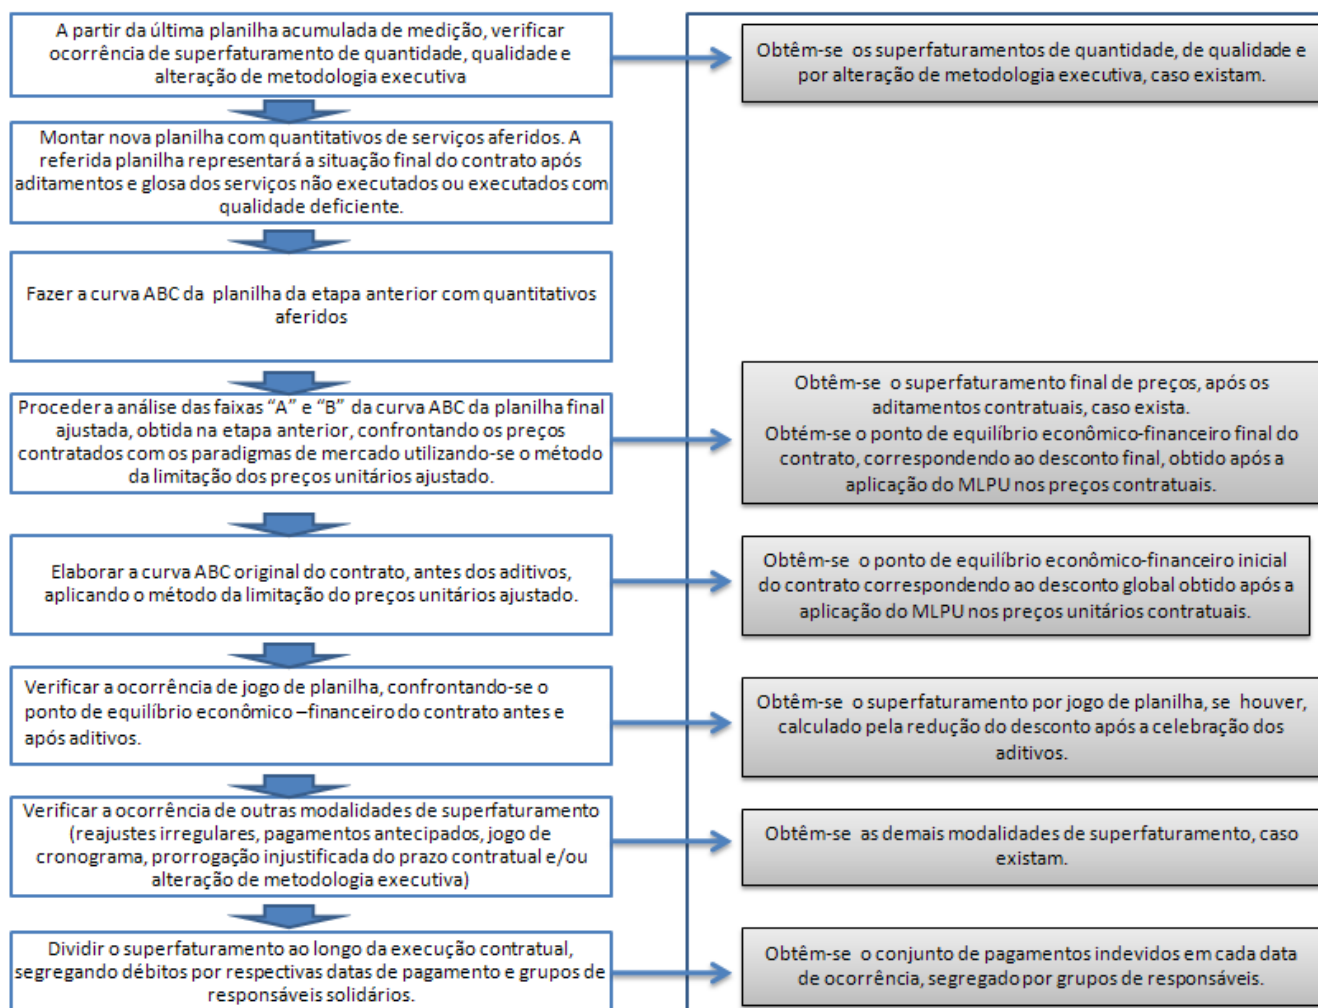 A partir da última planilha acumulada de medição, verificar
ocorrência de superfaturamento de quantidade, qualidade e
alteração de metodologia executiva
Obtêm-se os superfaturamentos de quantidade, de qualidade e
por alteração de metodologia executiva, caso existam.
Montar nova planilha com quantitativos de serviços aferidos. A
referida planilha representará a situação final do contrato após
aditamentos e glosa dos serviços não executados ou executados com
qualidade deficiente.
Fazer a curva ABC da planilha da etapa anterior com quantitativos
aferidos
Proceder a análise das faixas “A” e “B” da curva ABC da planilha final
ajustada, obtida na etapa anterior, confrontando os preços
contratados com os paradigmas de mercado utilizando-se o método
da limitação dos preços unitários ajustado.
Obtêm-se o superfaturamento final de preços, após os
aditamentos contratuais, caso exista.
Obtém-se o ponto de equilíbrio econômico-financeiro final do
contrato, correspondendo ao desconto final, obtido após a
aplicação do MLPU nos preços contratuais.
Elaborar a curva ABC original do contrato, antes dos aditivos,
aplicando o método da limitação do preços unitários ajustado.
Obtêm-se o ponto de equilíbrio econômico-financeiro inicial
do contrato correspondendo ao desconto global obtido após a
aplicação do MLPU nos preços unitários contratuais.
Verificar a ocorrência de jogo de planilha, confrontando-se o
ponto de equilíbrio econômico –financeiro do contrato antes e
após aditivos.
Obtêm-se o superfaturamento por jogo de planilha, se houver,
calculado pela redução do desconto após a celebração dos
aditivos.
Verificar a ocorrência de outras modalidades de superfaturamento
(reajustes irregulares, pagamentos antecipados, jogo de
cronograma, prorrogação injustificada do prazo contratual e/ou
alteração de metodologia executiva)
Obtêm-se as demais modalidades de superfaturamento, caso
existam.
Dividir o superfaturamento ao longo da execução contratual,
segregando débitos por respectivas datas de pagamento e grupos de
responsáveis solidários.
Obtêm-se o conjunto de pagamentos indevidos em cada data
de ocorrência, segregado por grupos de responsáveis.